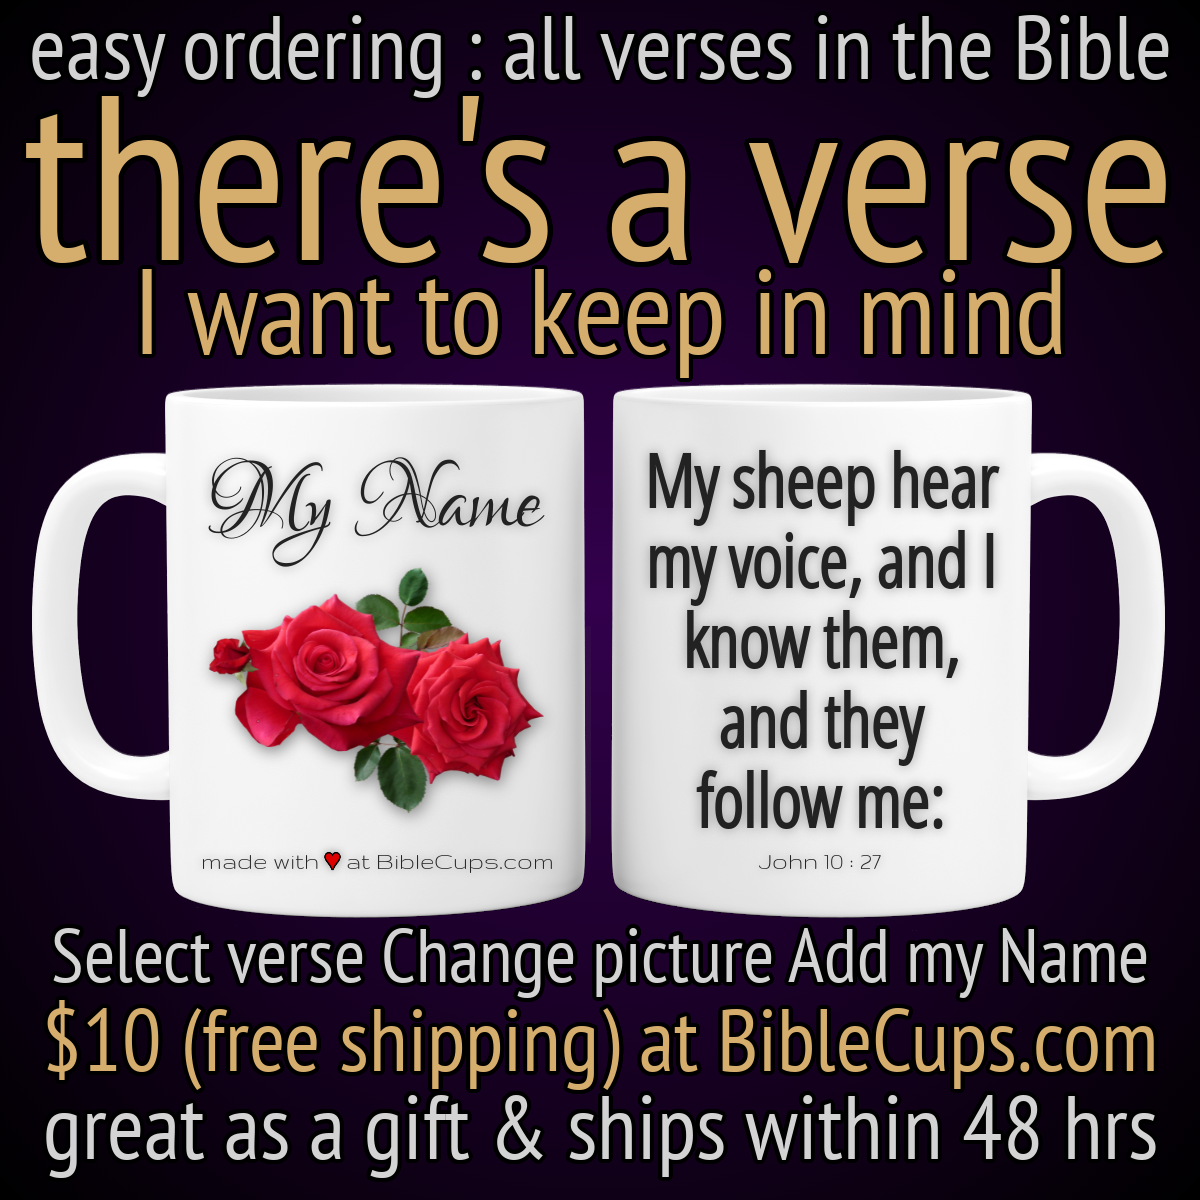 easy ordering : all verses in the Bible
there's a verse
I want to keep in mind
My Name
made with ♥ at BibleCups.com
My sheep hear
my voice, and I
know them,
and they
follow me:
John 10 : 27
Select verse Change picture Add my Name
$10 (free shipping) at BibleCups.com
great as a gift & ships within 48 hrs